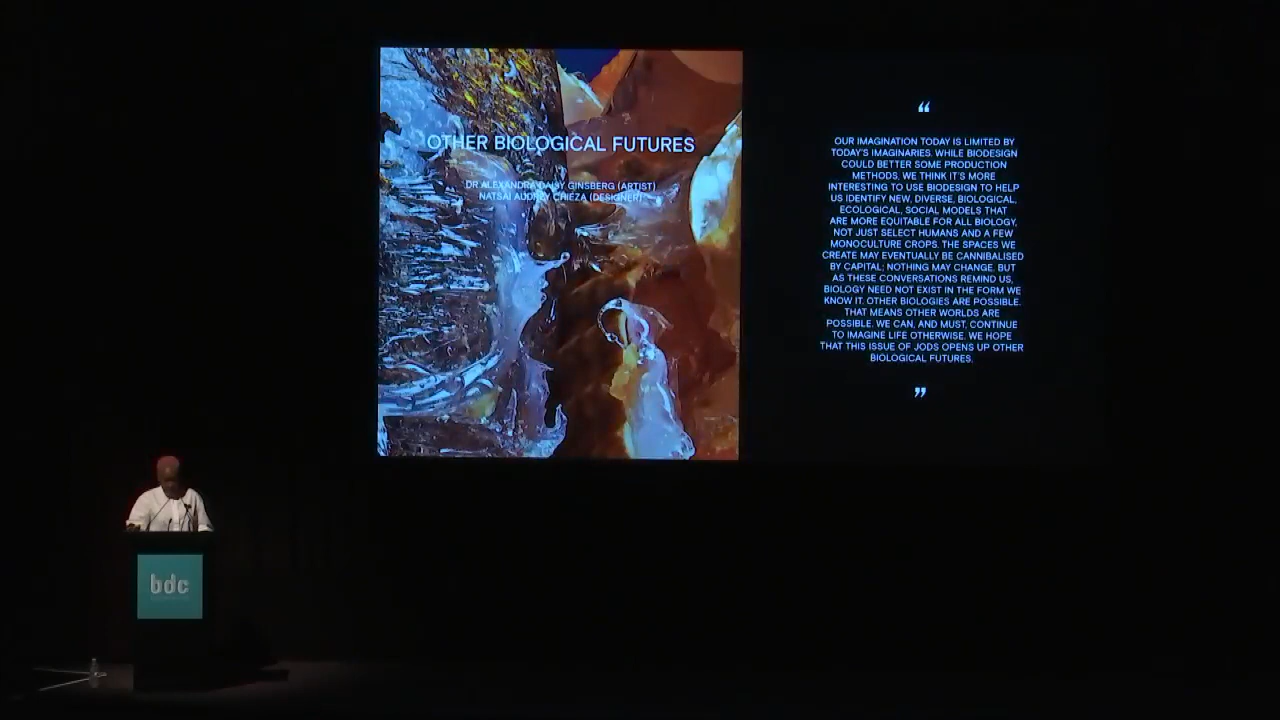 OTHER BIOLOGICAL FUTURES
DR ALEXANDRA DAISY GINSBERG (ARTIST)
NATSAI AUDREY CHIEZA (DESIGNER)
“
OUR IMAGINATION TODAY IS LIMITED BY
TODAY'S IMAGINARIES. WHILE BIODESIGN
COULD BETTER SOME PRODUCTION
METHODS, WE THINK IT'S MORE
INTERESTING TO USE BIODESIGN TO HELP
US IDENTIFY NEW, DIVERSE, BIOLOGICAL,
ECOLOGICAL, SOCIAL MODELS THAT
ARE MORE EQUITABLE FOR ALL BIOLOGY,
NOT JUST SELECT HUMANS AND A FEW
MONOCULTURE CROPS. THE SPACES WE
CREATE MAY EVENTUALLY BE CANNIBALISED
BY CAPITAL; NOTHING MAY CHANGE. BUT
AS THESE CONVERSATIONS REMIND US,
BIOLOGY NEED NOT EXIST IN THE FORM WE
KNOW IT. OTHER BIOLOGIES ARE POSSIBLE.
THAT MEANS OTHER WORLDS ARE
POSSIBLE. WE CAN, AND MUST, CONTINUE
TO IMAGINE LIFE OTHERWISE. WE HOPE
THAT THIS ISSUE OF JODS OPENS UP OTHER
BIOLOGICAL FUTURES.
”
bdc